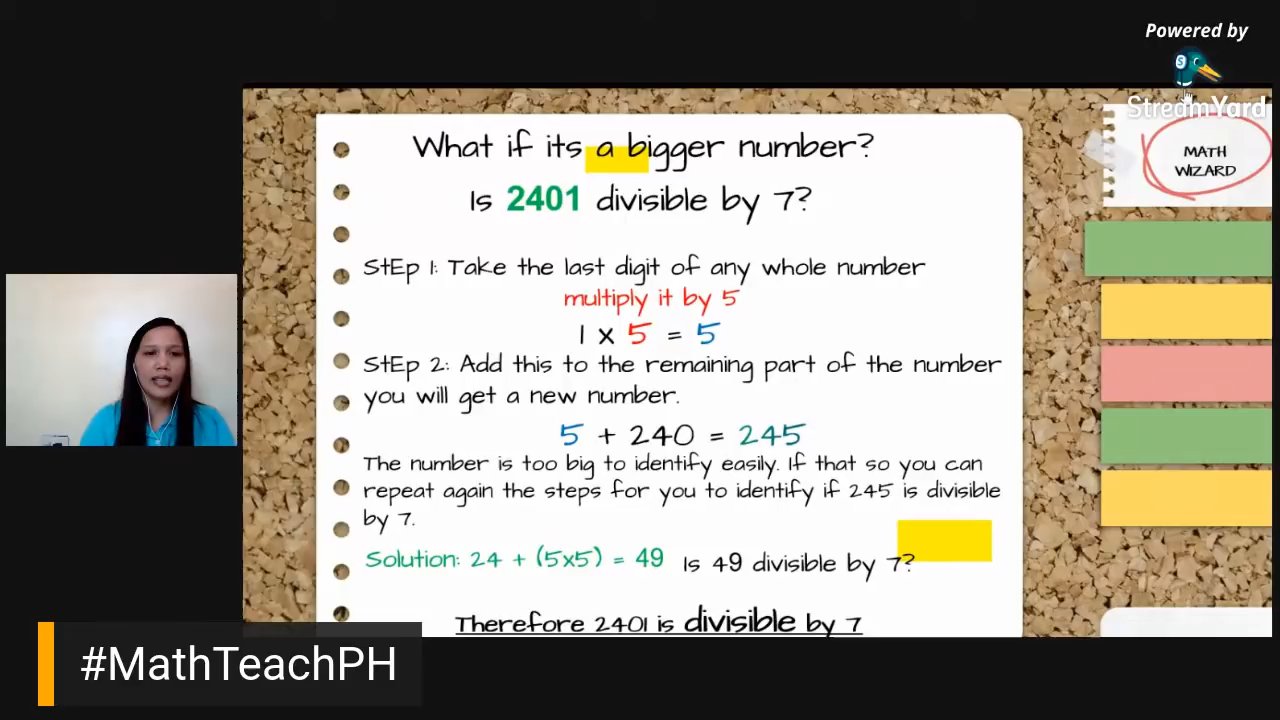 Powered by
StreamYard
What if its a bigger number?
MATH
WIZARD
Is 2401 divisible by 7?
StEp 1: Take the last digit of any whole number
multiply it by 5
1 x 5 = 5
StEp 2: Add this to the remaining part of the number
you will get a new number.
5 + 240 = 245
The number is too big to identify easily. If that so you can
repeat again the steps for you to identify if 245 is divisible
by 7.
Solution: 24 + (5x5) = 49 Is 49 divisible by 7?
Therefore 2401 is divisible by 7
#MathTeachPH